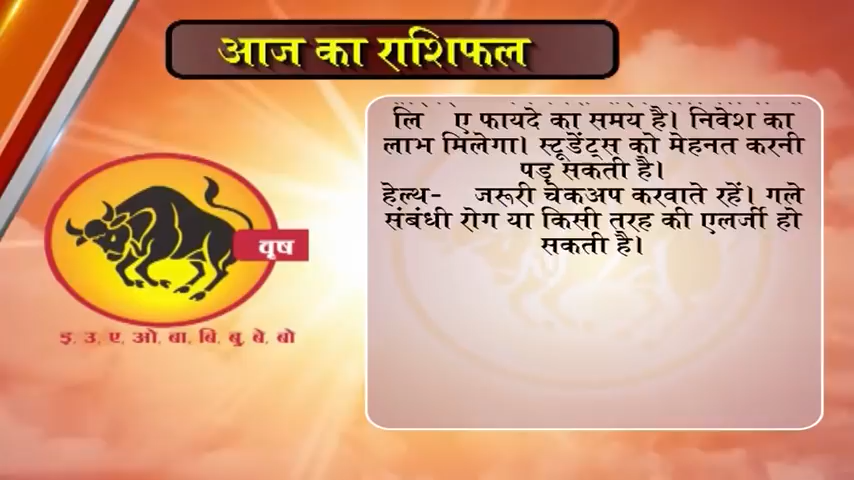 आज का राशिफल
लि ए फायदे का समय है। निवेश का
लाभ मिलेगा। स्टूडेंट्स को मेहनत करनी
पड़ सकती है।
हेल्थ- जरूरी चेकअप करवाते रहें। गले
संबंधी रोग या किसी तरह की एलर्जी हो
सकती है।
वृष
इ, उ, ए, ओ, बा, बि, बु, बे, बो